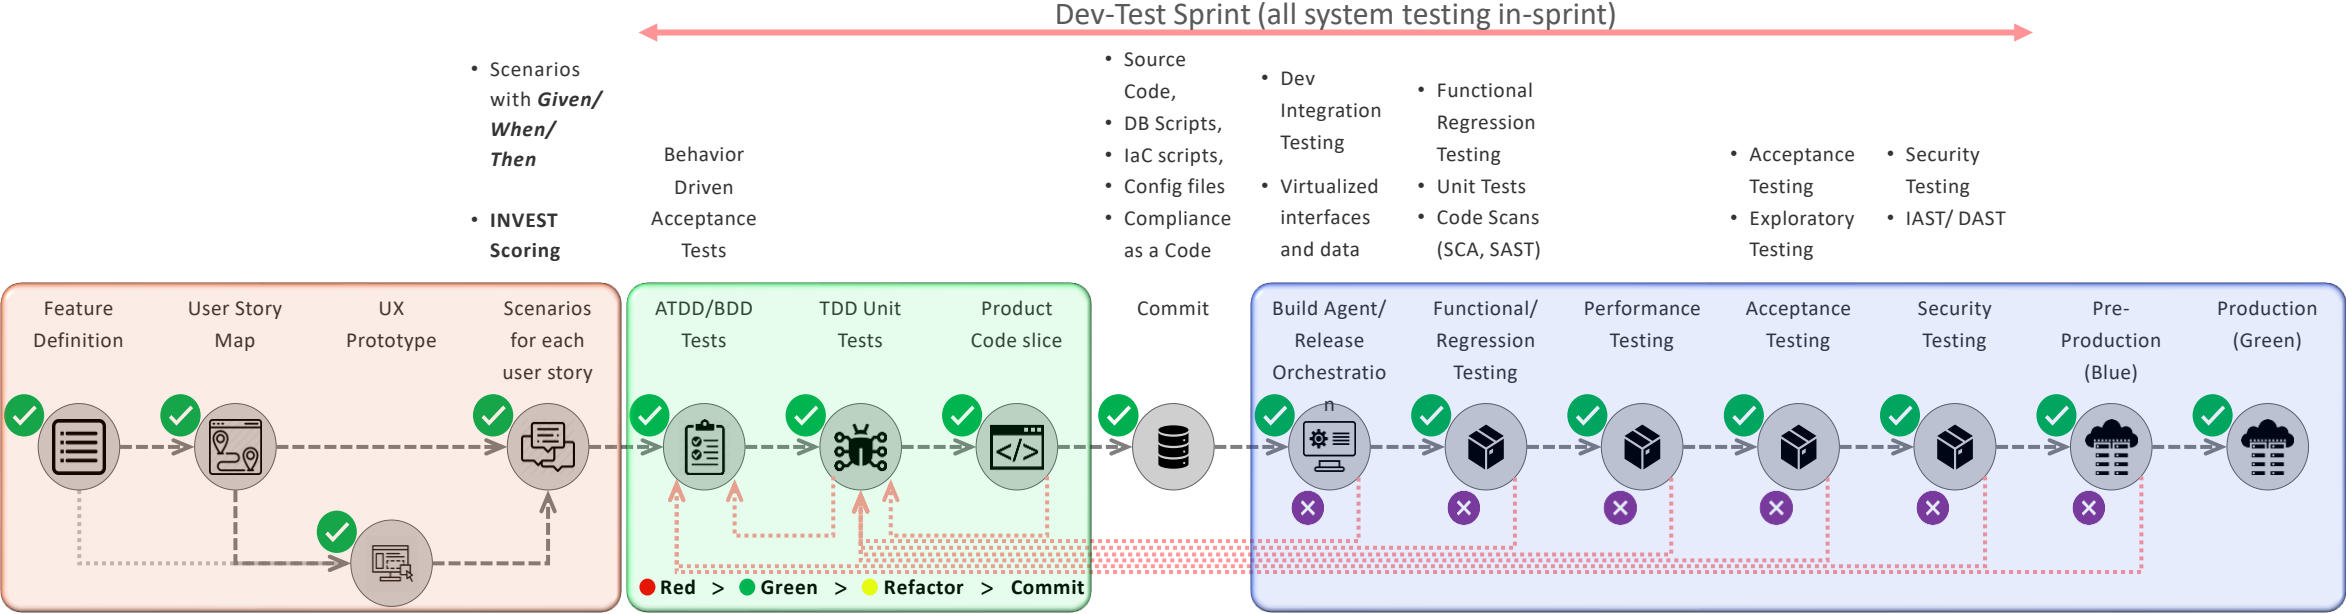 Dev-Test Sprint (all system testing in-sprint)
• Scenarios
with Given/
When/
Then
• INVEST
Scoring
Behavior
Driven
Acceptance
Tests
• Source
Code,
• DB Scripts,
• IaC scripts,
• Config files
• Compliance
as a Code
• Dev
Integration
Testing
• Virtualized
interfaces
and data
• Functional
Regression
Testing
• Unit Tests
• Code Scans
(SCA, SAST)
• Acceptance
Testing
• Exploratory
Testing
• Security
Testing
• IAST/ DAST
Feature
Definition
User Story
Map
UX
Prototype
Scenarios
for each
user story
ATDD/BDD
Tests
TDD Unit
Tests
Product
Code slice
Commit
Build Agent/
Release
Orchestratio
n
Functional/
Regression
Testing
Performance
Testing
Acceptance
Testing
Security
Testing
Pre-
Production
(Blue)
Production
(Green)
Red > Green > Refactor > Commit